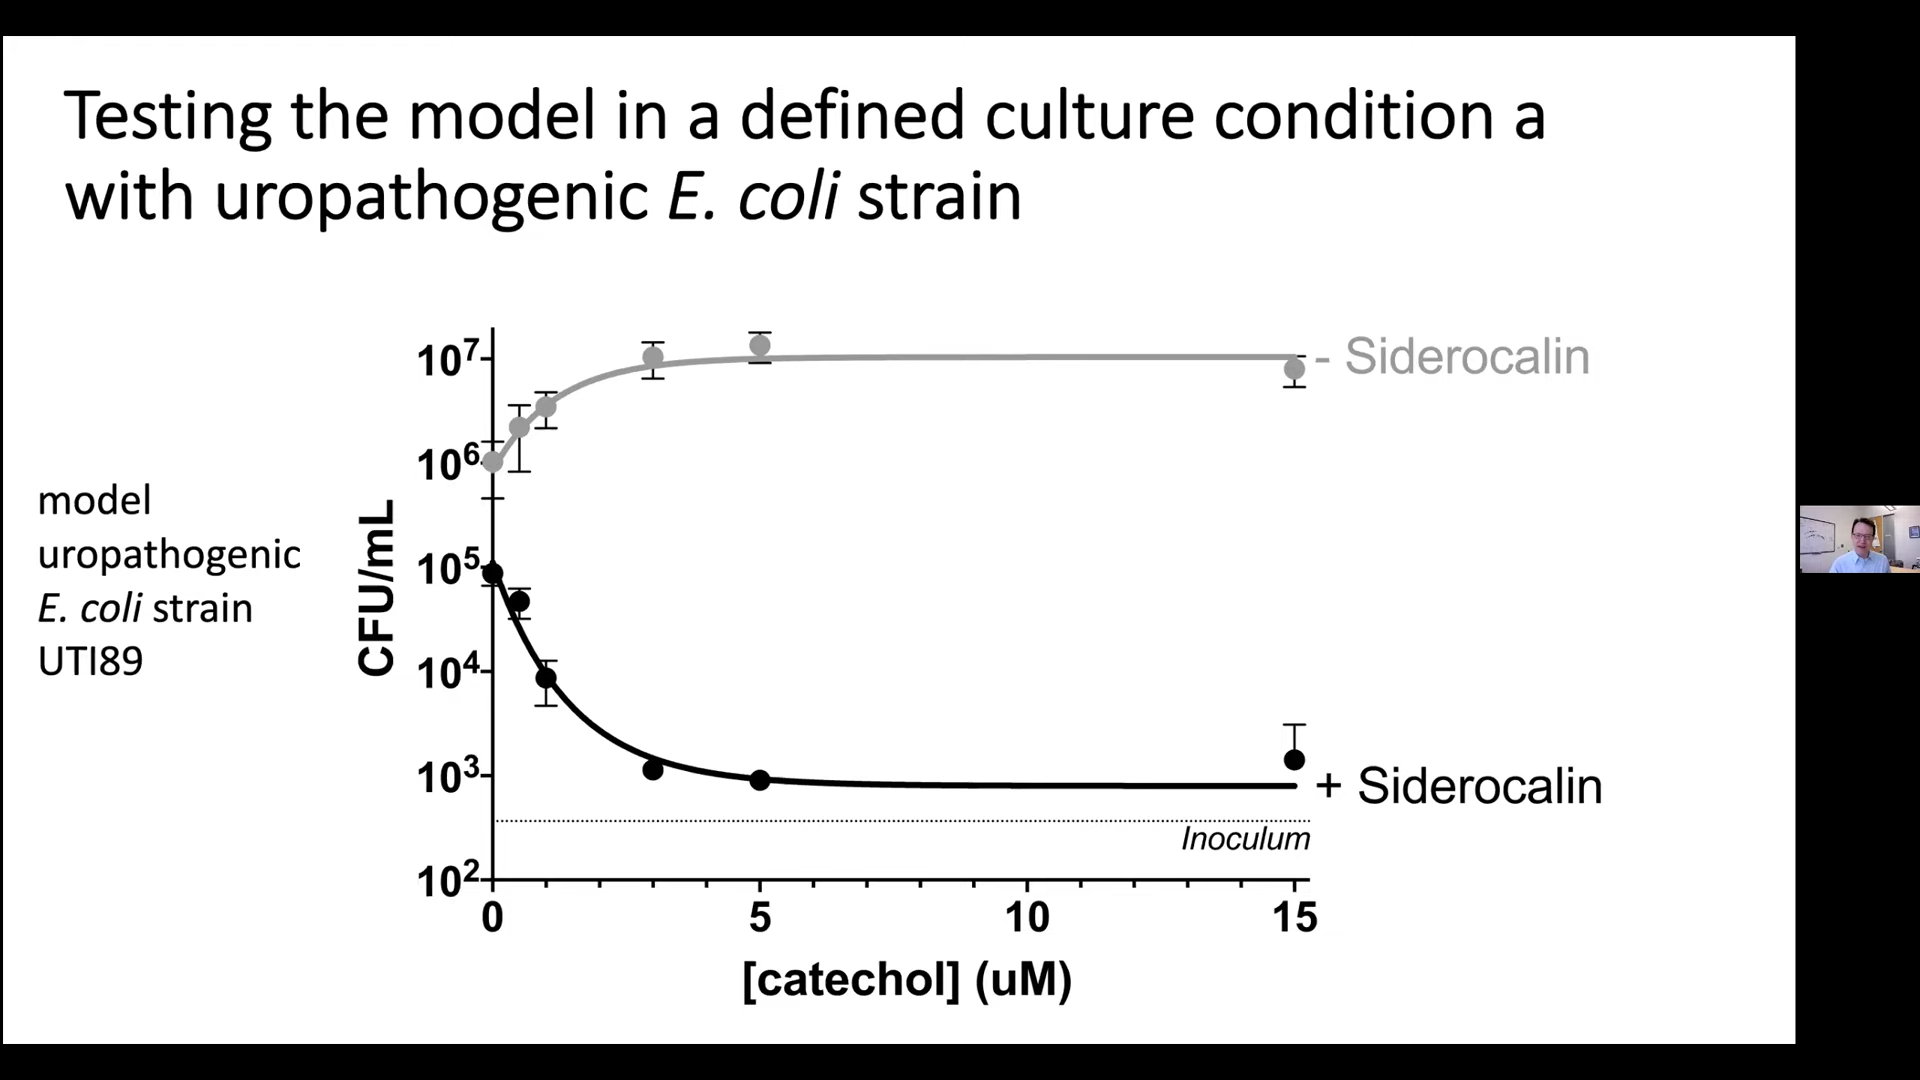 Testing the model in a defined culture condition a
with uropathogenic E. coli strain
model
uropathogenic
E. coli strain
UTI89
CFU/mL
10⁷
10⁶
10⁵
10⁴
10³
10²
- Siderocalin
+ Siderocalin
Inoculum
0 5 10 15
[catechol] (uM)